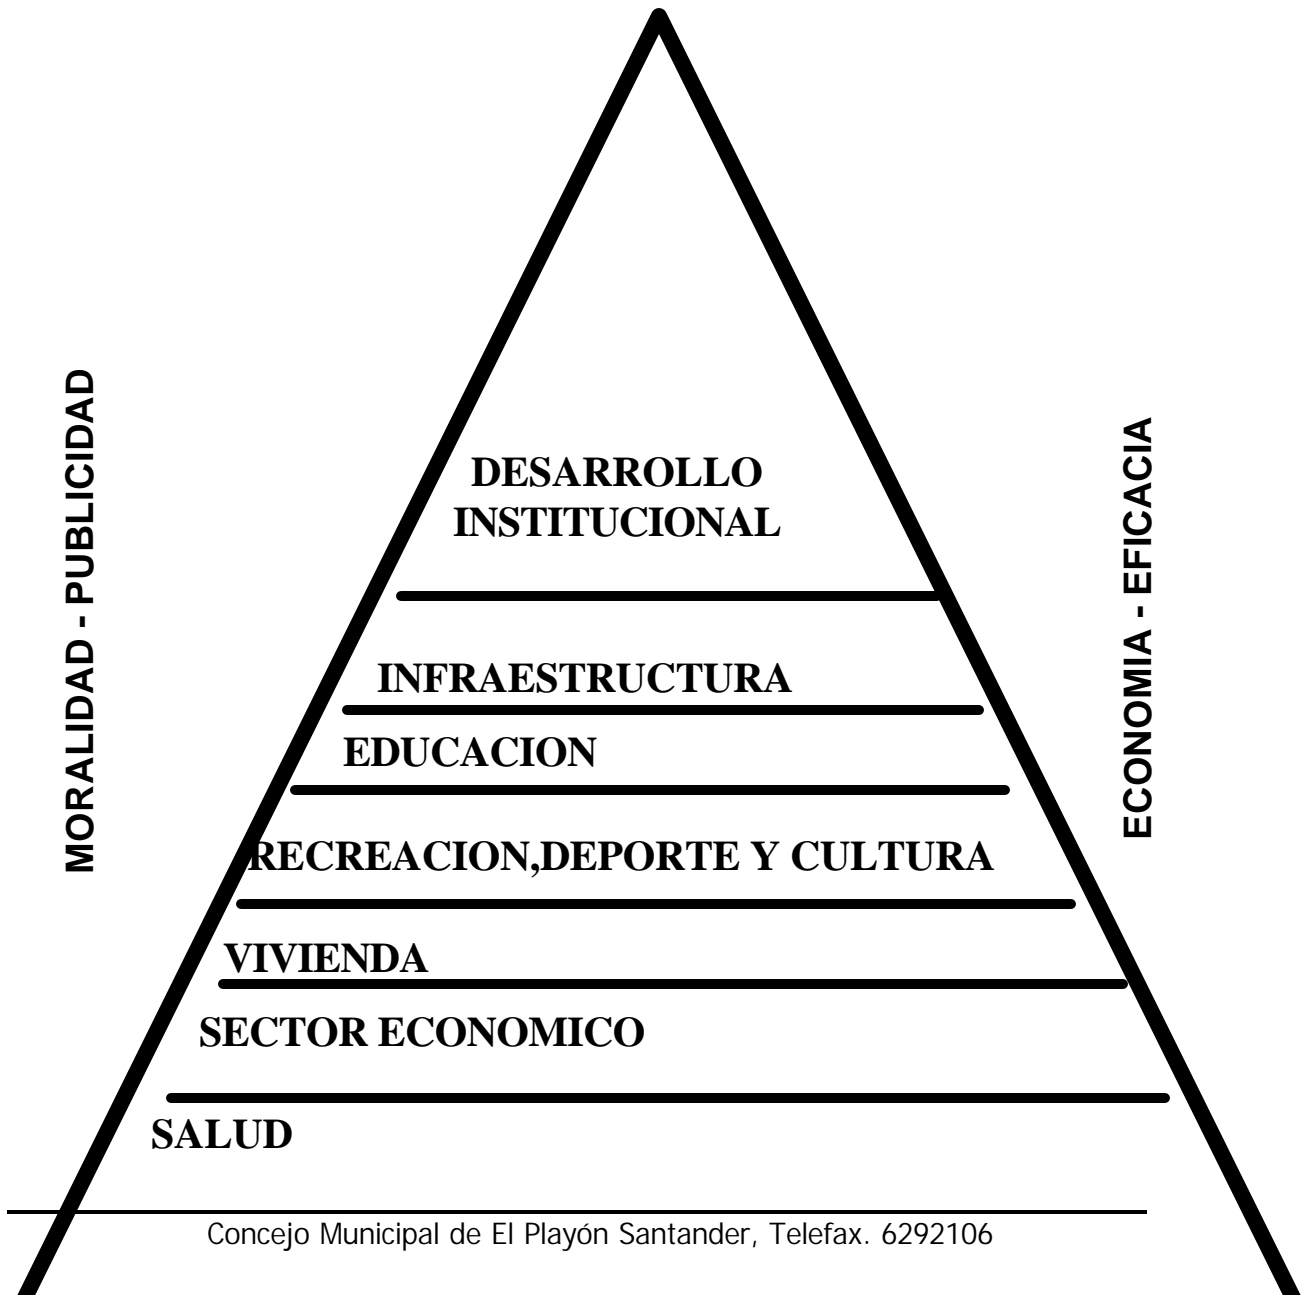 MORALIDAD - PUBLICIDAD
ECONOMIA - EFICACIA
DESARROLLO
INSTITUCIONAL
INFRAESTRUCTURA
EDUCACION
RECREACION,DEPORTE Y CULTURA
VIVIENDA
SECTOR ECONOMICO
SALUD
Concejo Municipal de El Playón Santander, Telefax. 6292106